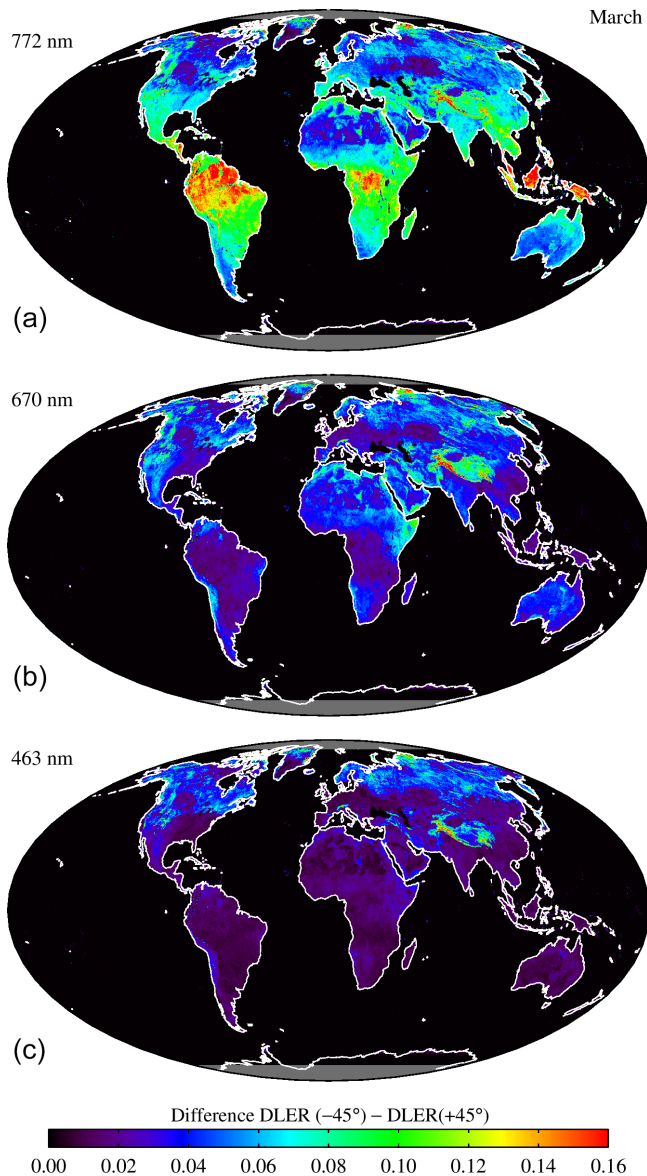 March
772 nm
(a)
670 nm
(b)
463 nm
(c)
Difference DLER (−45°) − DLER(+45°)
0.00 0.02 0.04 0.06 0.08 0.10 0.12 0.14 0.16